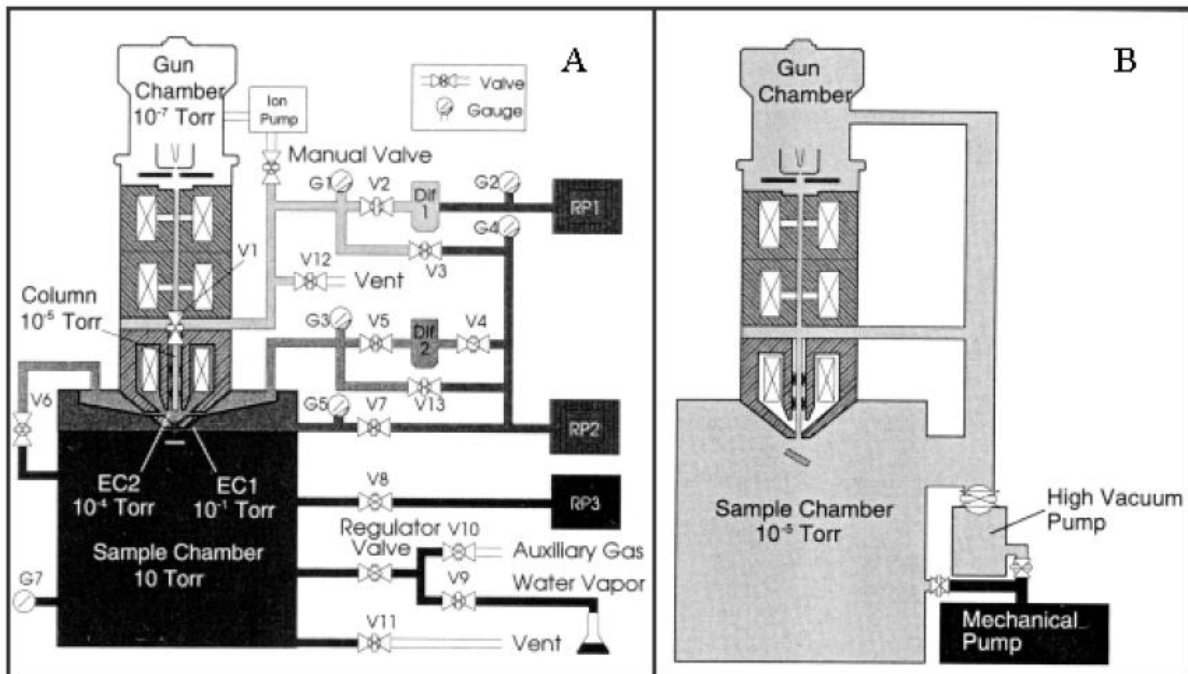 A
Gun
Chamber
10⁻⁷ Torr
Ion
Pump
Valve
Gauge
Manual Valve
G1
V2
Dif
1
G2
RP1
G4
V3
V1
V12
Vent
Column
10⁻⁵ Torr
G3
V5
Dif
2
V4
V13
V6
G5
V7
RP2
EC2
10⁻⁴ Torr
EC1
10⁻¹ Torr
V8
RP3
Sample Chamber
10 Torr
Regulator
Valve
V10
Auxiliary Gas
V9
Water Vapor
G7
V11
Vent
B
Gun
Chamber
Sample Chamber
10⁻⁵ Torr
High Vacuum
Pump
Mechanical
Pump